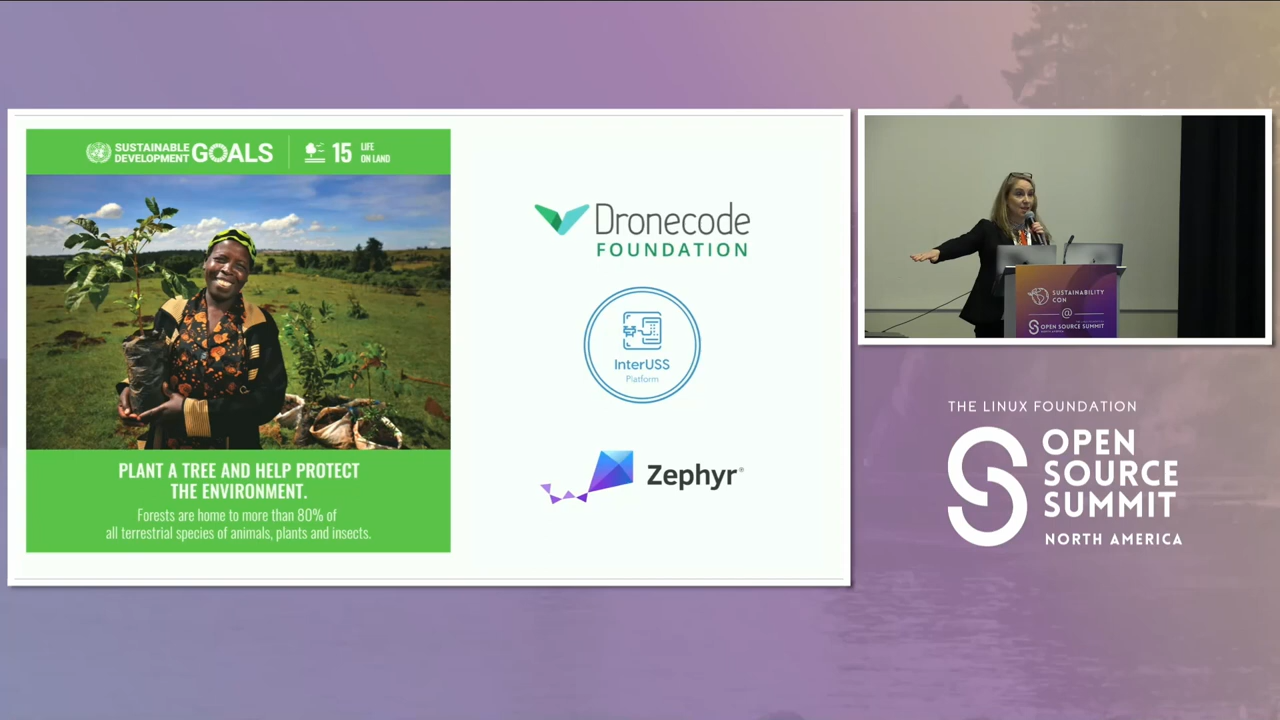 SUSTAINABLE
DEVELOPMENT
GOALS
15
LIFE
ON LAND
PLANT A TREE AND HELP PROTECT
THE ENVIRONMENT.
Forests are home to more than 80% of
all terrestrial species of animals, plants and insects.
Dronecode
FOUNDATION
InterUSS
Platform
Zephyr®
SUSTAINABILITY
CON
@
OPEN SOURCE SUMMIT
THE LINUX FOUNDATION
OPEN
SOURCE
SUMMIT
NORTH AMERICA